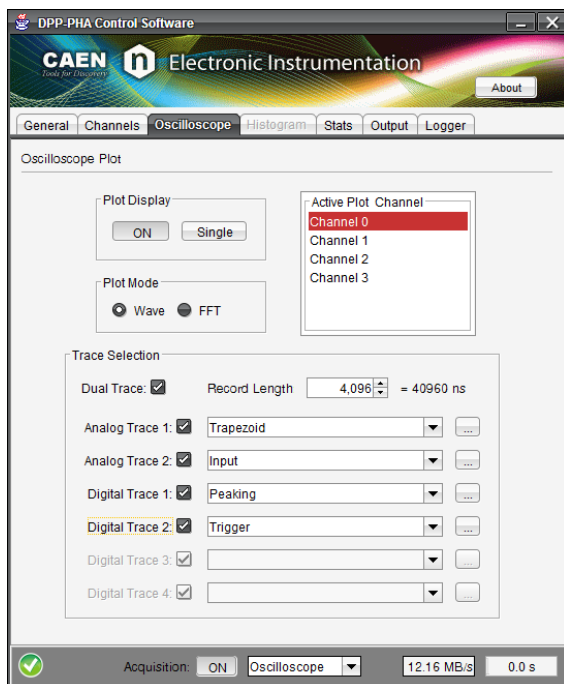 DPP-PHA Control Software
CAEN n Electronic Instrumentation
Tools for Discovery
About
General Channels Oscilloscope Histogram Stats Output Logger
Oscilloscope Plot
Plot Display
ON Single
Active Plot Channel
Channel 0
Channel 1
Channel 2
Channel 3
Plot Mode
Wave FFT
Trace Selection
Dual Trace: Record Length 4,096 = 40960 ns
Analog Trace 1: Trapezoid ...
Analog Trace 2: Input ...
Digital Trace 1: Peaking ...
Digital Trace 2: Trigger ...
Digital Trace 3: ...
Digital Trace 4: ...
Acquisition: ON Oscilloscope 12.16 MB/s 0.0 s